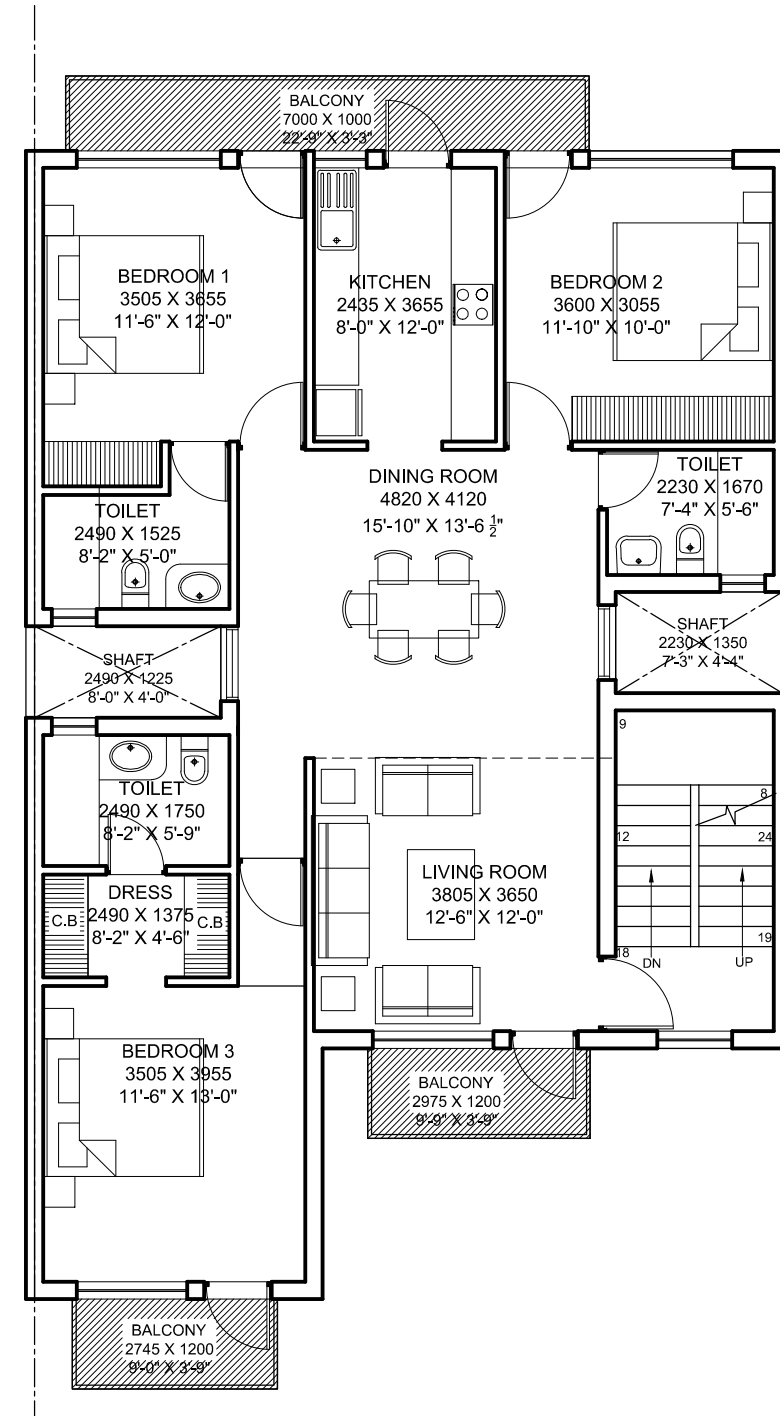 BALCONY
7000 X 1000
22'-9" X 3'-3"
BEDROOM 1
3505 X 3655
11'-6" X 12'-0"
KITCHEN
2435 X 3655
8'-0" X 12'-0"
BEDROOM 2
3600 X 3055
11'-10" X 10'-0"
DINING ROOM
4820 X 4120
15'-10" X 13'-6 ½"
TOILET
2230 X 1670
7'-4" X 5'-6"
TOILET
2490 X 1525
8'-2" X 5'-0"
SHAFT
2230 X 1350
7'-3" X 4'-4"
SHAFT
2490 X 1225
8'-0" X 4'-0"
9
8
12
24
18
19
DN
UP
TOILET
2490 X 1750
8'-2" X 5'-9"
LIVING ROOM
3805 X 3650
12'-6" X 12'-0"
DRESS
2490 X 1375
8'-2" X 4'-6"
C.B
C.B
BEDROOM 3
3505 X 3955
11'-6" X 13'-0"
BALCONY
2975 X 1200
9'-9" X 3'-9"
BALCONY
2745 X 1200
9'-0" X 3'-9"